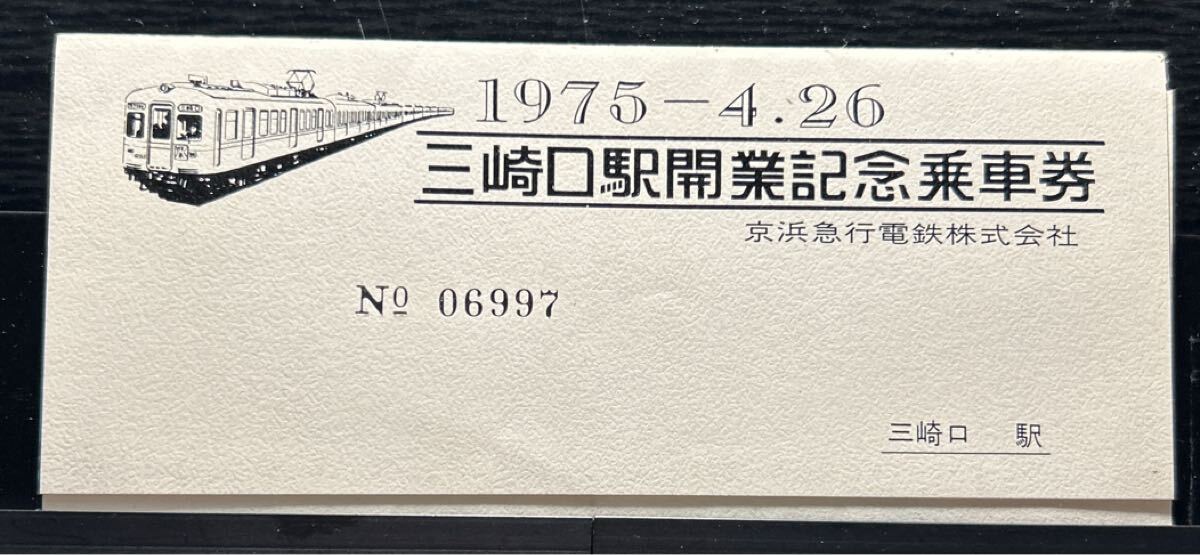 1975-4.26
三崎口駅開業記念乗車券
京浜急行電鉄株式会社
No 06997
三崎口 駅